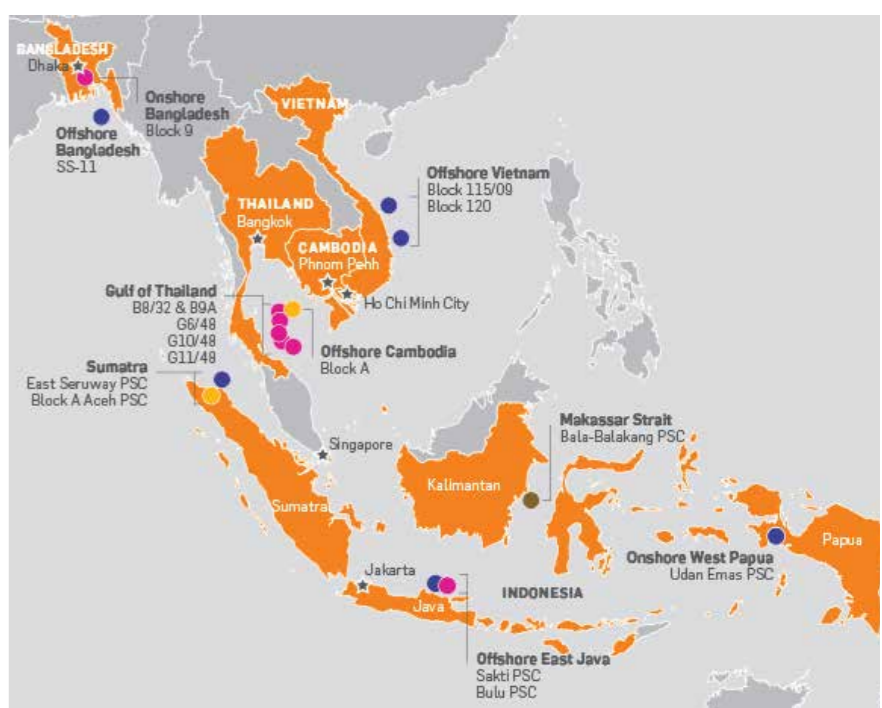 BANGLADESH
Dhaka
Onshore
Bangladesh
Block 9
Offshore
Bangladesh
SS-11
VIETNAM
Offshore Vietnam
Block 115/09
Block 120
THAILAND
Bangkok
CAMBODIA
Phnom Pehh
Ho Chi Minh City
Gulf of Thailand
B8/32 & B9A
G6/48
G10/48
G11/48
Offshore Cambodia
Block A
Sumatra
East Seruway PSC
Block A Aceh PSC
Singapore
Makassar Strait
Bala-Balakang PSC
Kalimantan
Sumatra
Papua
Onshore West Papua
Udan Emas PSC
Jakarta
INDONESIA
Java
Offshore East Java
Sakti PSC
Bulu PSC